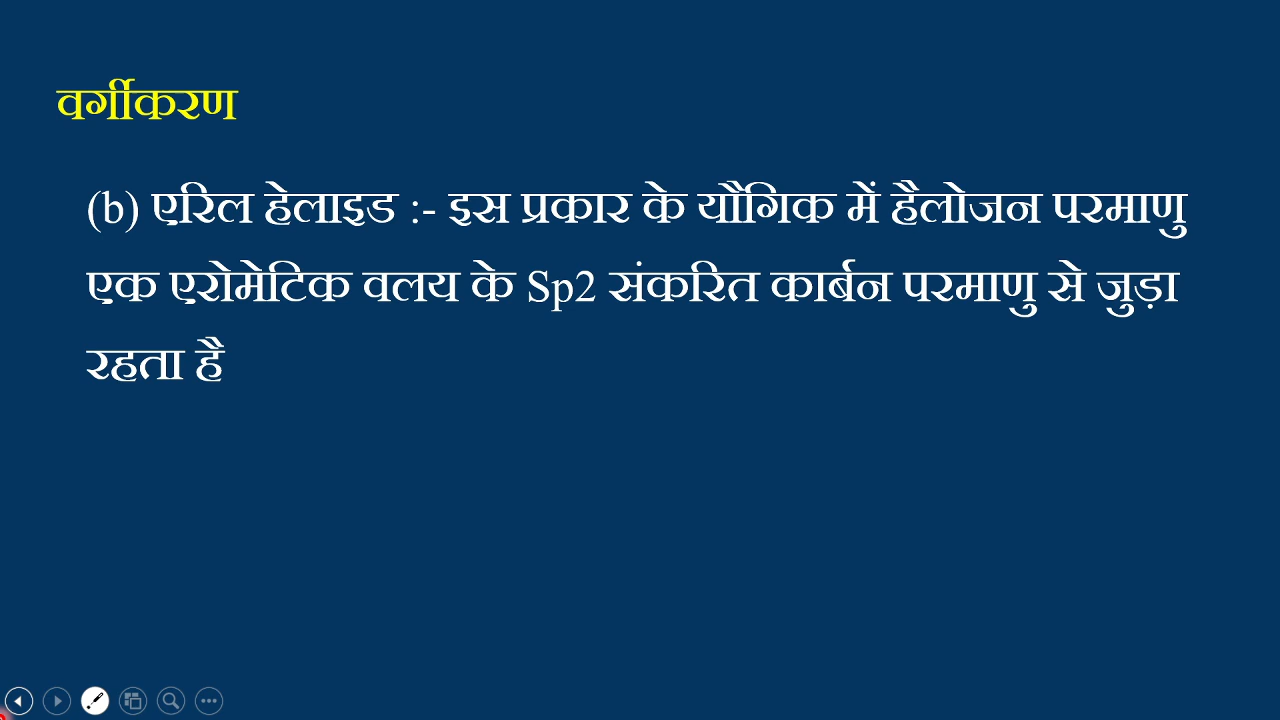 वर्गीकरण
(b) एरिल हेलाइड :- इस प्रकार के यौगिक में हैलोजन परमाणु
एक एरोमेटिक वलय के Sp2 संकरित कार्बन परमाणु से जुड़ा
रहता है